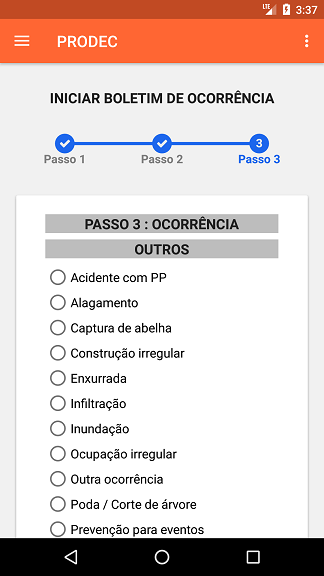 LTE 3:37
PRODEC
INICIAR BOLETIM DE OCORRÊNCIA
3
Passo 1 Passo 2 Passo 3
PASSO 3 : OCORRÊNCIA
OUTROS
Acidente com PP
Alagamento
Captura de abelha
Construção irregular
Enxurrada
Infiltração
Inundação
Ocupação irregular
Outra ocorrência
Poda / Corte de árvore
Prevenção para eventos